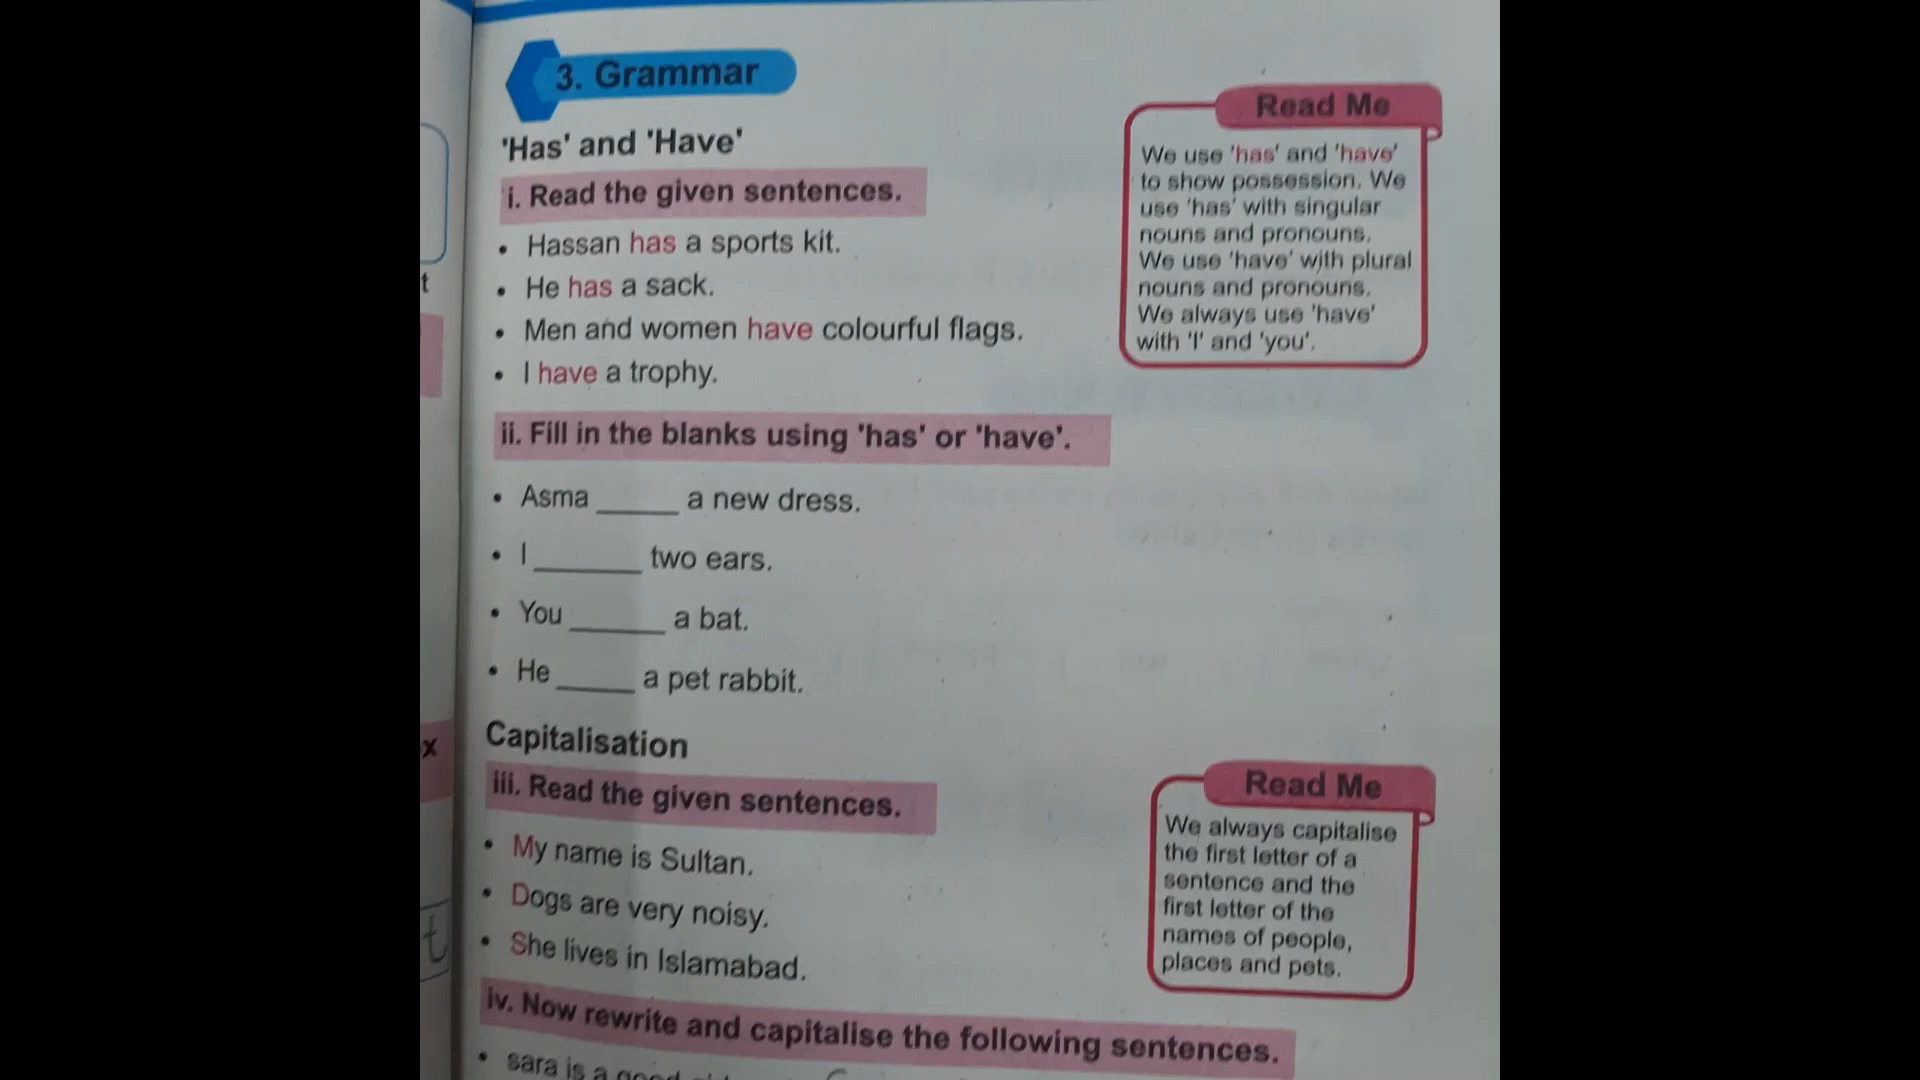 3. Grammar
'Has' and 'Have'
i. Read the given sentences.
• Hassan has a sports kit.
• He has a sack.
• Men and women have colourful flags.
• I have a trophy.
Read Me
We use 'has' and 'have'
to show possession. We
use 'has' with singular
nouns and pronouns.
We use 'have' with plural
nouns and pronouns.
We always use 'have'
with 'I' and 'you'.
ii. Fill in the blanks using 'has' or 'have'.
• Asma _____ a new dress.
• I _______ two ears.
• You ______ a bat.
• He _____ a pet rabbit.
Capitalisation
iii. Read the given sentences.
• My name is Sultan.
• Dogs are very noisy.
• She lives in Islamabad.
Read Me
We always capitalise
the first letter of a
sentence and the
first letter of the
names of people,
places and pets.
iv. Now rewrite and capitalise the following sentences.
• sara is a good
t
x
t